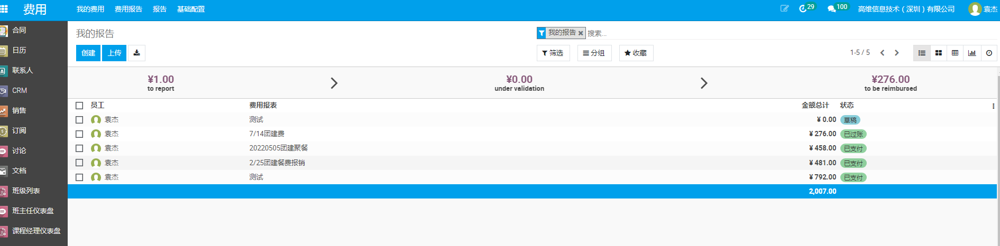 费用 我的费用 费用报告 报告 基础配置 29 100 高维信息技术（深圳）有限公司 袁杰
合同
日历
联系人
CRM
销售
订阅
讨论
文档
班级列表
班主任仪表盘
课程经理仪表盘
我的报告 我的报告 搜索...
创建 上传 筛选 分组 收藏 1-5 / 5
¥1.00 ¥0.00 ¥276.00
to report under validation to be reimbursed
员工 费用报表 金额总计 状态
袁杰 测试 ¥ 0.00 草稿
袁杰 7/14团建费 ¥ 276.00 已过账
袁杰 20220505团建聚餐 ¥ 458.00 已支付
袁杰 2/25团建餐费报销 ¥ 481.00 已支付
袁杰 测试 ¥ 792.00 已支付
2,007.00